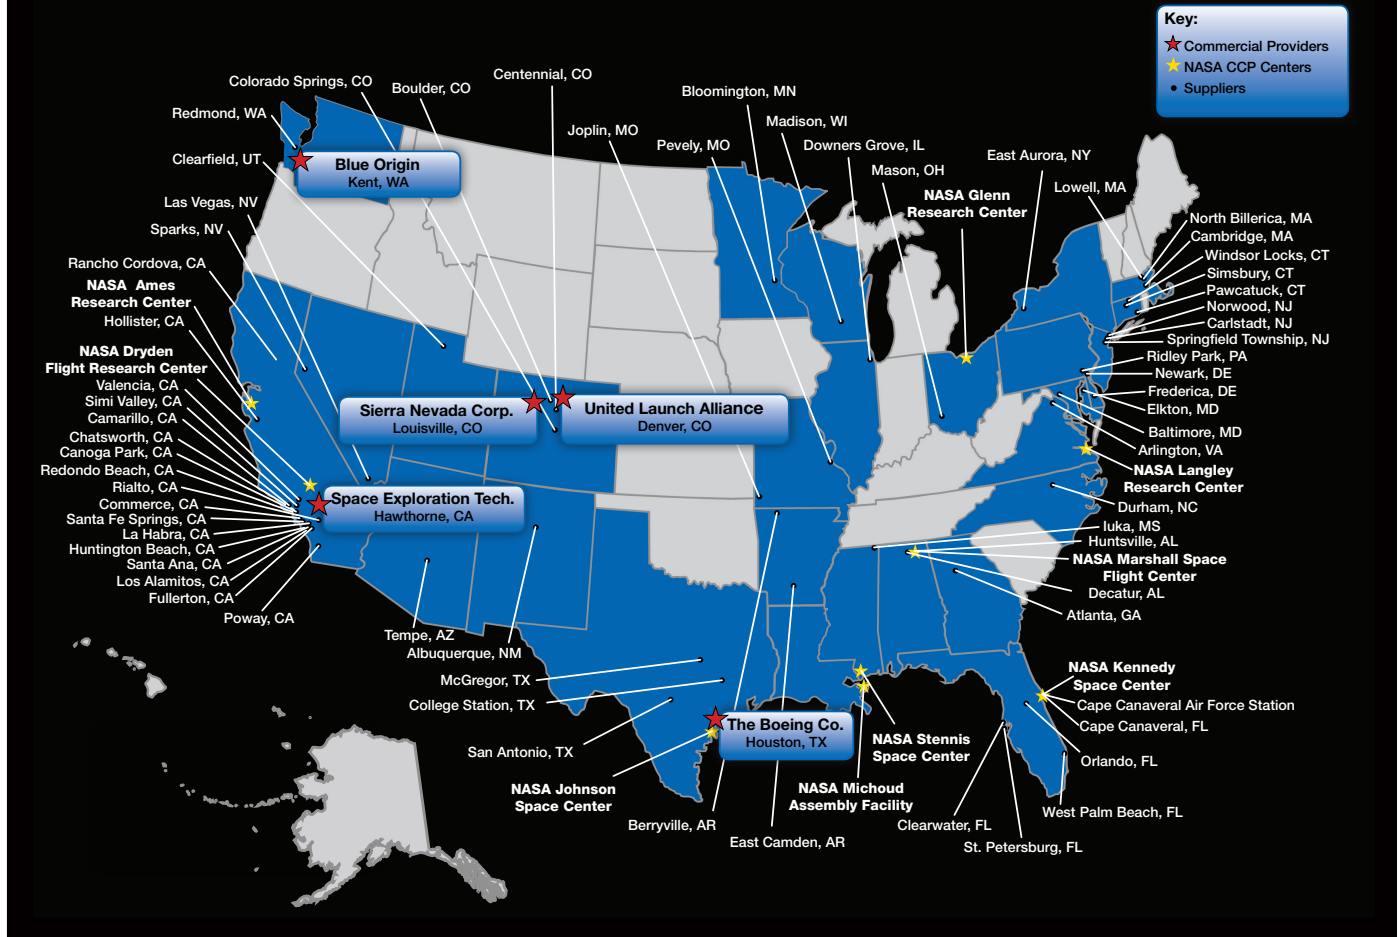 Key:
Commercial Providers
NASA CCP Centers
Suppliers
Colorado Springs, CO
Boulder, CO
Centennial, CO
Redmond, WA
Joplin, MO
Bloomington, MN
Madison, WI
Pevely, MO
Downers Grove, IL
Mason, OH
East Aurora, NY
Clearfield, UT
Blue Origin
Kent, WA
NASA Glenn
Research Center
Lowell, MA
Las Vegas, NV
Sparks, NV
North Billerica, MA
Cambridge, MA
Windsor Locks, CT
Simsbury, CT
Pawcatuck, CT
Norwood, NJ
Carlstadt, NJ
Springfield Township, NJ
Ridley Park, PA
Newark, DE
Frederica, DE
Elkton, MD
Baltimore, MD
Arlington, VA
NASA Langley
Research Center
Durham, NC
Iuka, MS
Huntsville, AL
NASA Marshall Space
Flight Center
Decatur, AL
Atlanta, GA
Rancho Cordova, CA
NASA Ames
Research Center
Hollister, CA
NASA Dryden
Flight Research Center
Valencia, CA
Simi Valley, CA
Camarillo, CA
Chatsworth, CA
Canoga Park, CA
Redondo Beach, CA
Rialto, CA
Commerce, CA
Santa Fe Springs, CA
La Habra, CA
Huntington Beach, CA
Santa Ana, CA
Los Alamitos, CA
Fullerton, CA
Poway, CA
Sierra Nevada Corp.
Louisville, CO
United Launch Alliance
Denver, CO
Space Exploration Tech.
Hawthorne, CA
Tempe, AZ
Albuquerque, NM
McGregor, TX
College Station, TX
San Antonio, TX
The Boeing Co.
Houston, TX
NASA Johnson
Space Center
Berryville, AR
East Camden, AR
NASA Stennis
Space Center
NASA Michoud
Assembly Facility
NASA Kennedy
Space Center
Cape Canaveral Air Force Station
Cape Canaveral, FL
Orlando, FL
West Palm Beach, FL
Clearwater, FL
St. Petersburg, FL